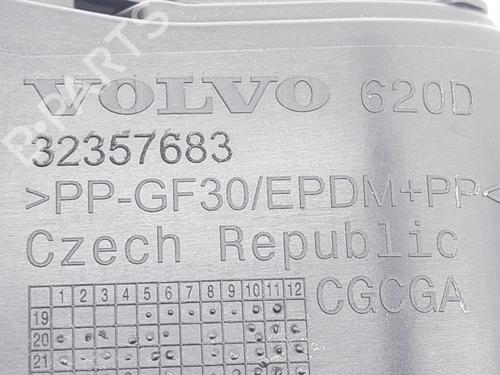 VOLVO 620D
32357683
>PP-GF30/EPDM+PP<
Czech Republic
1 2 3 4 5 6 7 8 9 10 11 12
19
20
21
CGCGA
B-PARTS